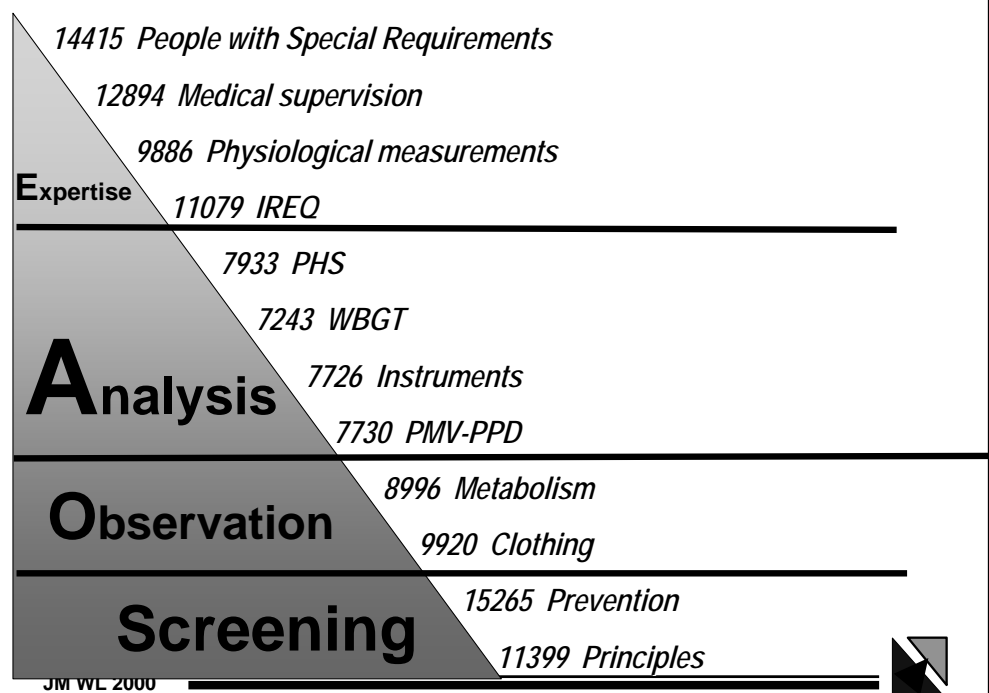 14415 People with Special Requirements
12894 Medical supervision
9886 Physiological measurements
Expertise
11079 IREQ
7933 PHS
7243 WBGT
Analysis
7726 Instruments
7730 PMV-PPD
8996 Metabolism
Observation
9920 Clothing
15265 Prevention
Screening
11399 Principles
JM WL 2000